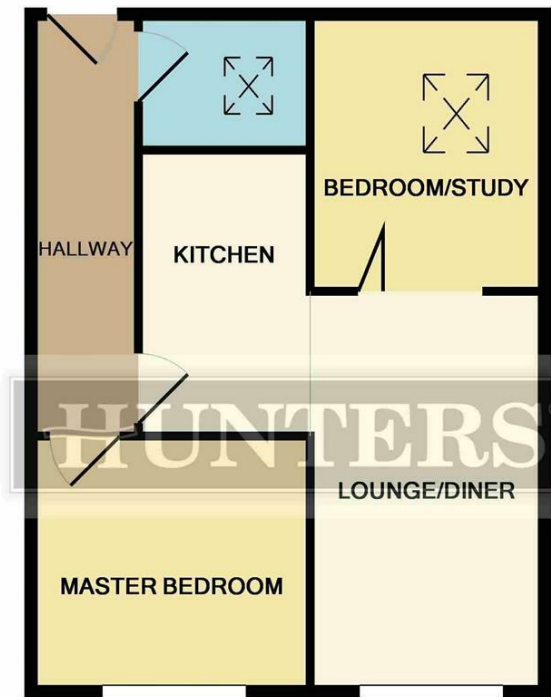 BEDROOM/STUDY
HALLWAY
KITCHEN
HUNTERS
LOUNGE/DINER
MASTER BEDROOM